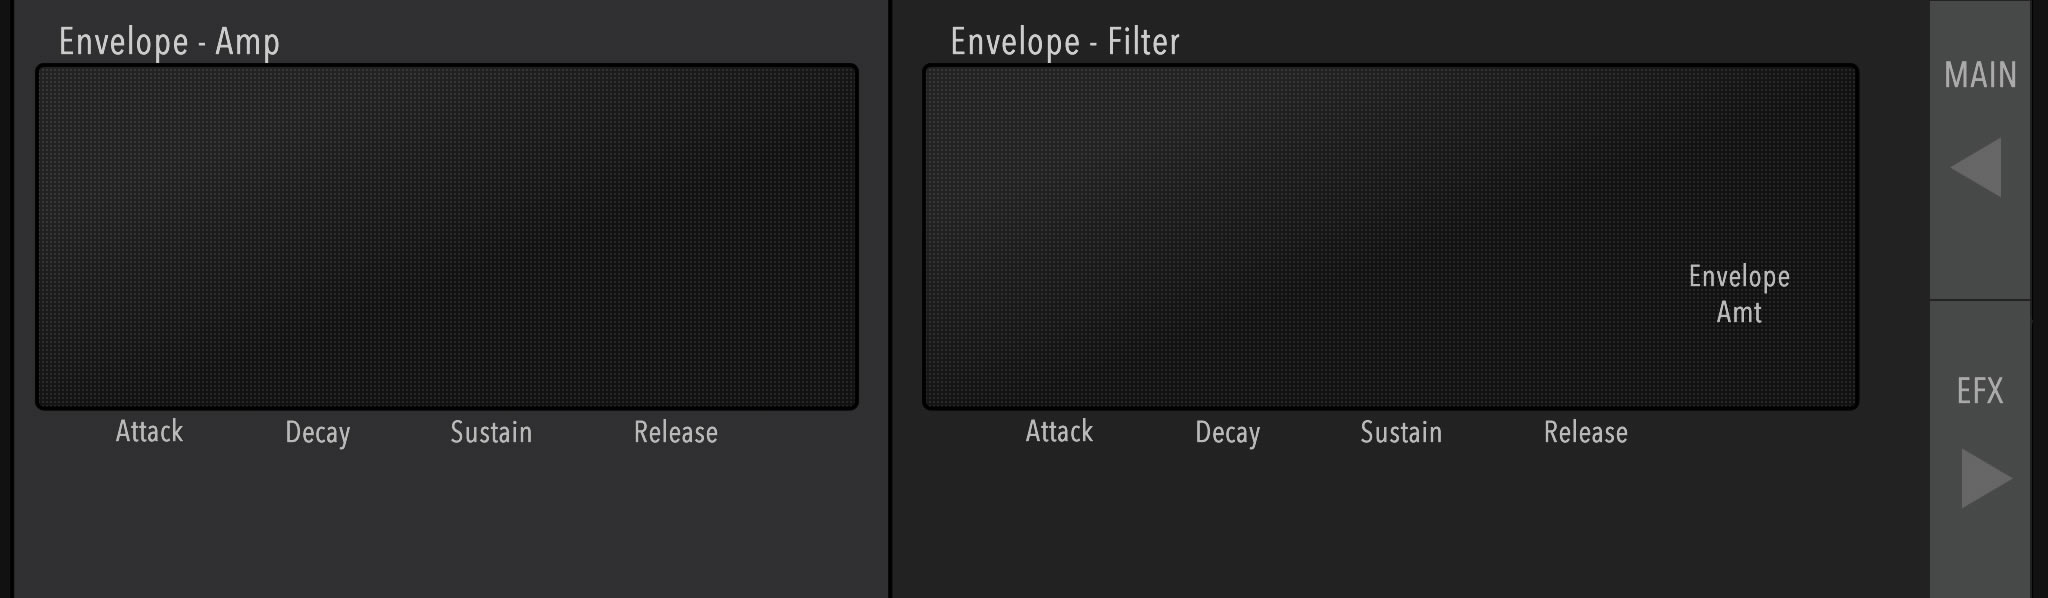 Envelope - Amp
Attack
Decay
Sustain
Release
Envelope - Filter
Envelope
Amt
Attack
Decay
Sustain
Release
MAIN
EFX